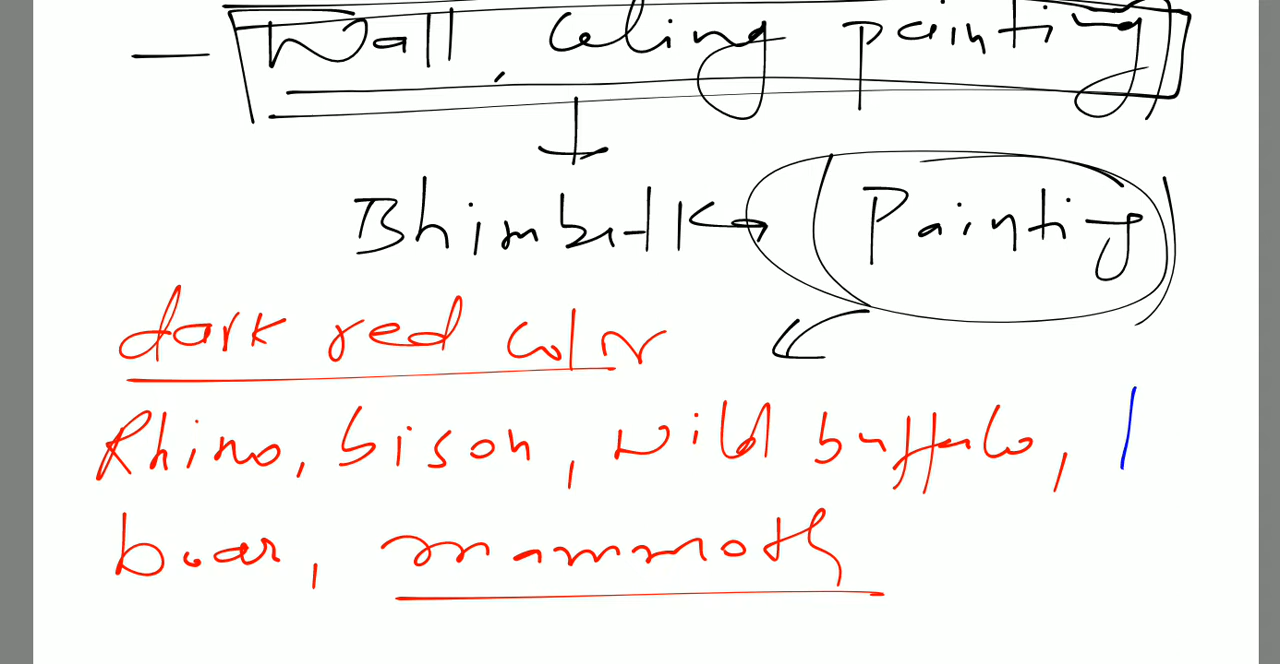 — Wall, Celing painting
Bhimbetka (Painting)
dark red color
Rhino, bison, wild buffalo,
boar, mammoth